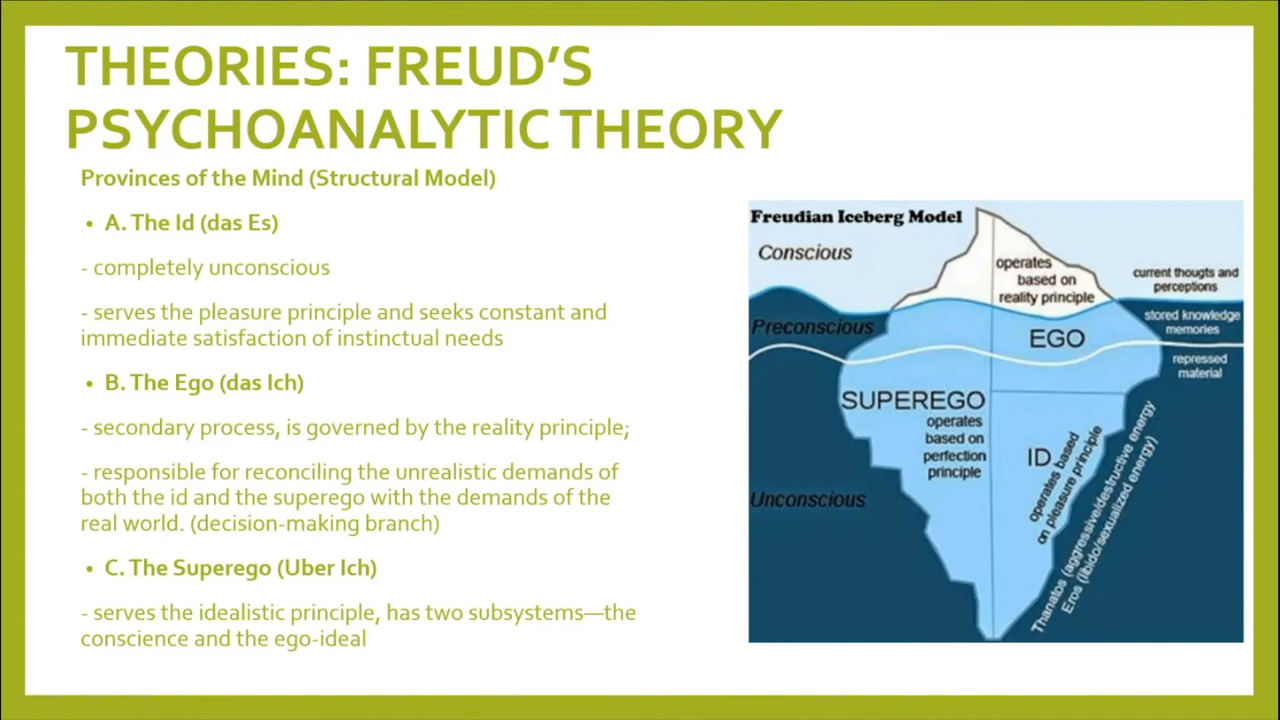 THEORIES: FREUD'S
PSYCHOANALYTIC THEORY
Provinces of the Mind (Structural Model)
• A. The Id (das Es)
- completely unconscious
- serves the pleasure principle and seeks constant and
immediate satisfaction of instinctual needs
• B. The Ego (das Ich)
- secondary process, is governed by the reality principle;
- responsible for reconciling the unrealistic demands of
both the id and the superego with the demands of the
real world. (decision-making branch)
• C. The Superego (Uber Ich)
- serves the idealistic principle, has two subsystems—the
conscience and the ego-ideal
Freudian Iceberg Model
Conscious
operates
based on
reality principle
current thougts and
perceptions
Preconscious
EGO
stored knowledge
memories
repressed
material
SUPEREGO
operates
based on
perfection
principle
ID
operates based
on pleasure principle
Unconscious
Thanatos (aggressive/destructive energy
Eros (libido/sexualized energy)